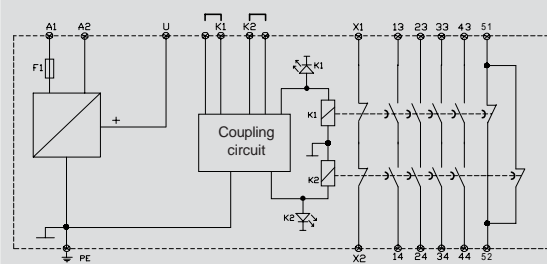 A1 A2 U K1 K2 X1 13 23 33 43 51
F1
K1
+
Coupling
circuit
K1
K2
K2
PE X2 14 24 34 44 52